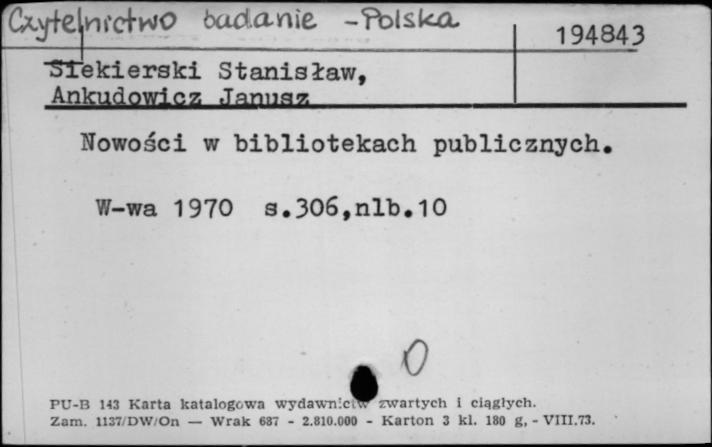 Czytelnictwo badanie - Polska
194843
Siekierski Stanisław,
Ankudowicz Janusz
Nowości w bibliotekach publicznych.
W-wa 1970 s.306,nlb.10
0
PU-B 143 Karta katalogowa wydawnictw zwartych i ciągłych.
Zam. 1137/DW/On — Wrak 687 - 2.810.000 - Karton 3 kl. 180 g, - VIII.73.